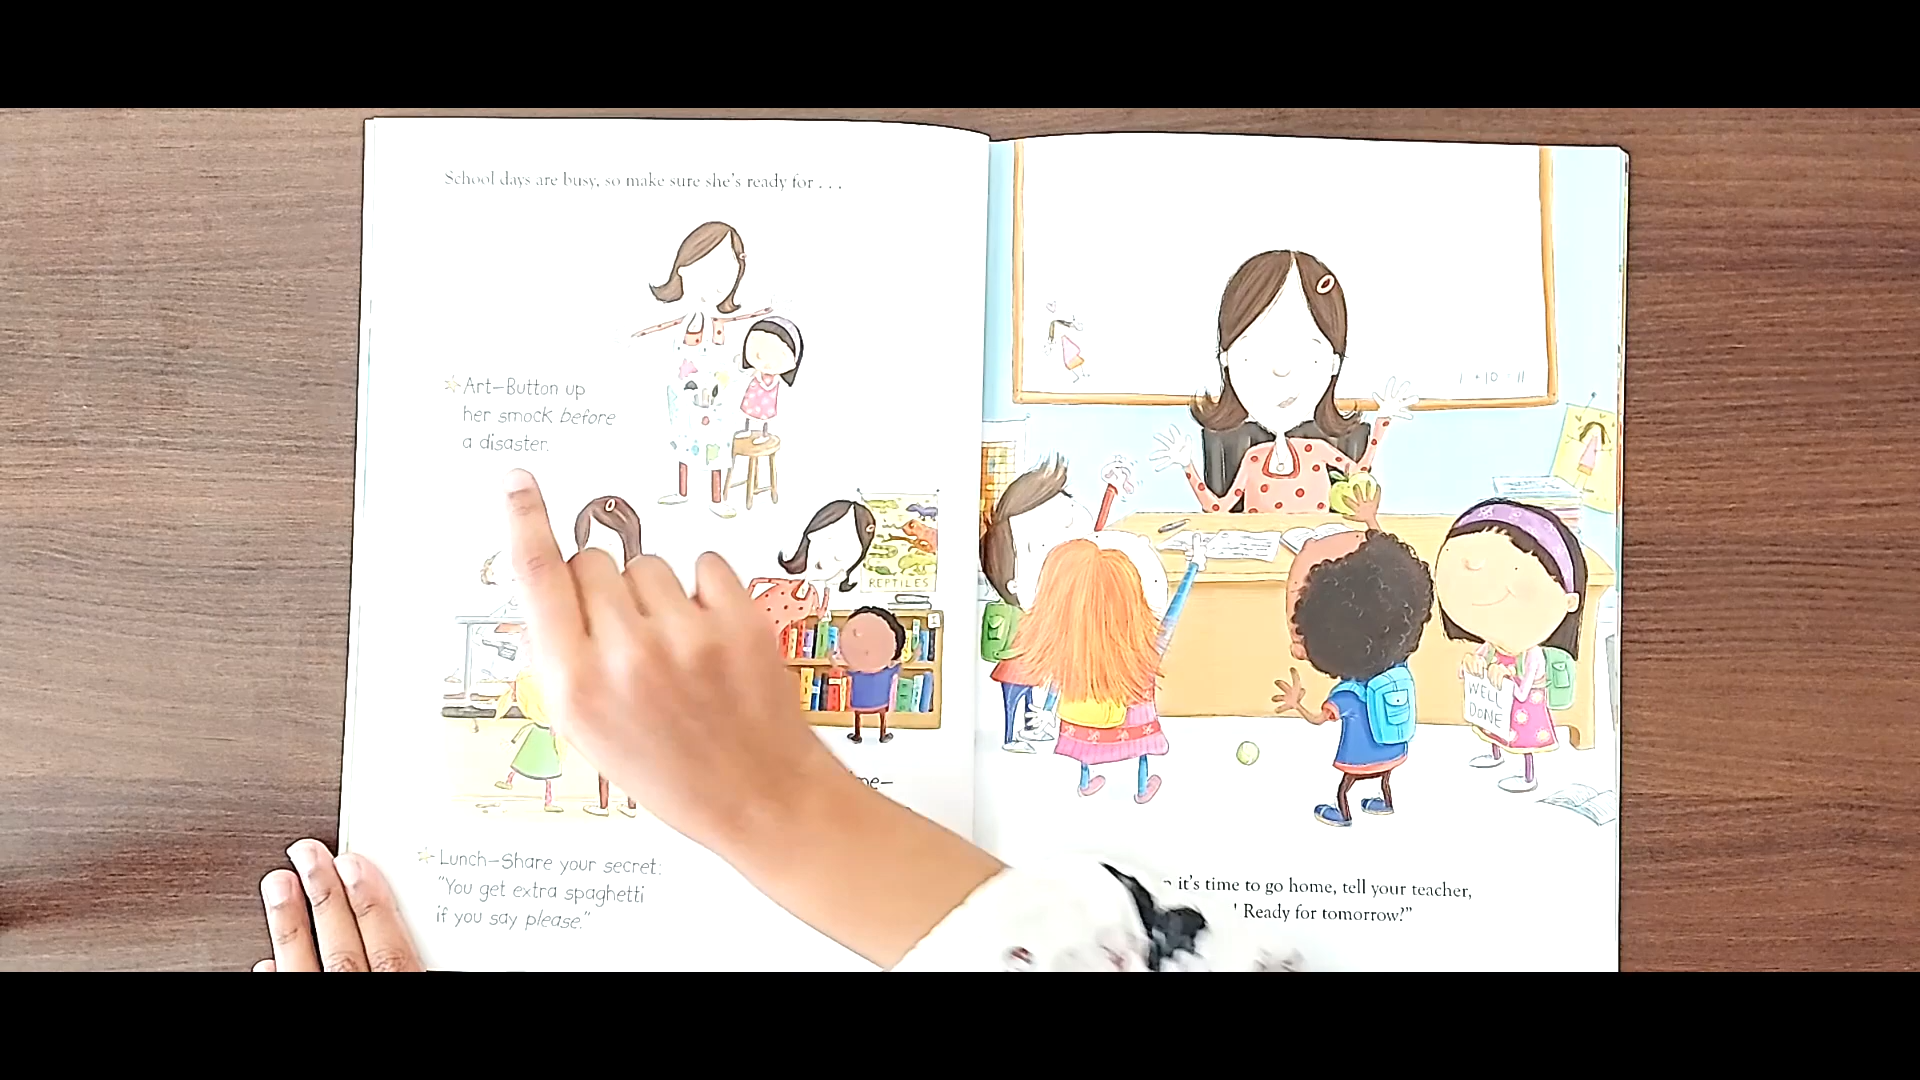 School days are busy, so make sure she's ready for . . .
Art—Button up
her smock before
a disaster.
REPTILES
Lunch—Share your secret:
"You get extra spaghetti
if you say please."
WELL
DONE
it's time to go home, tell your teacher,
Ready for tomorrow?"